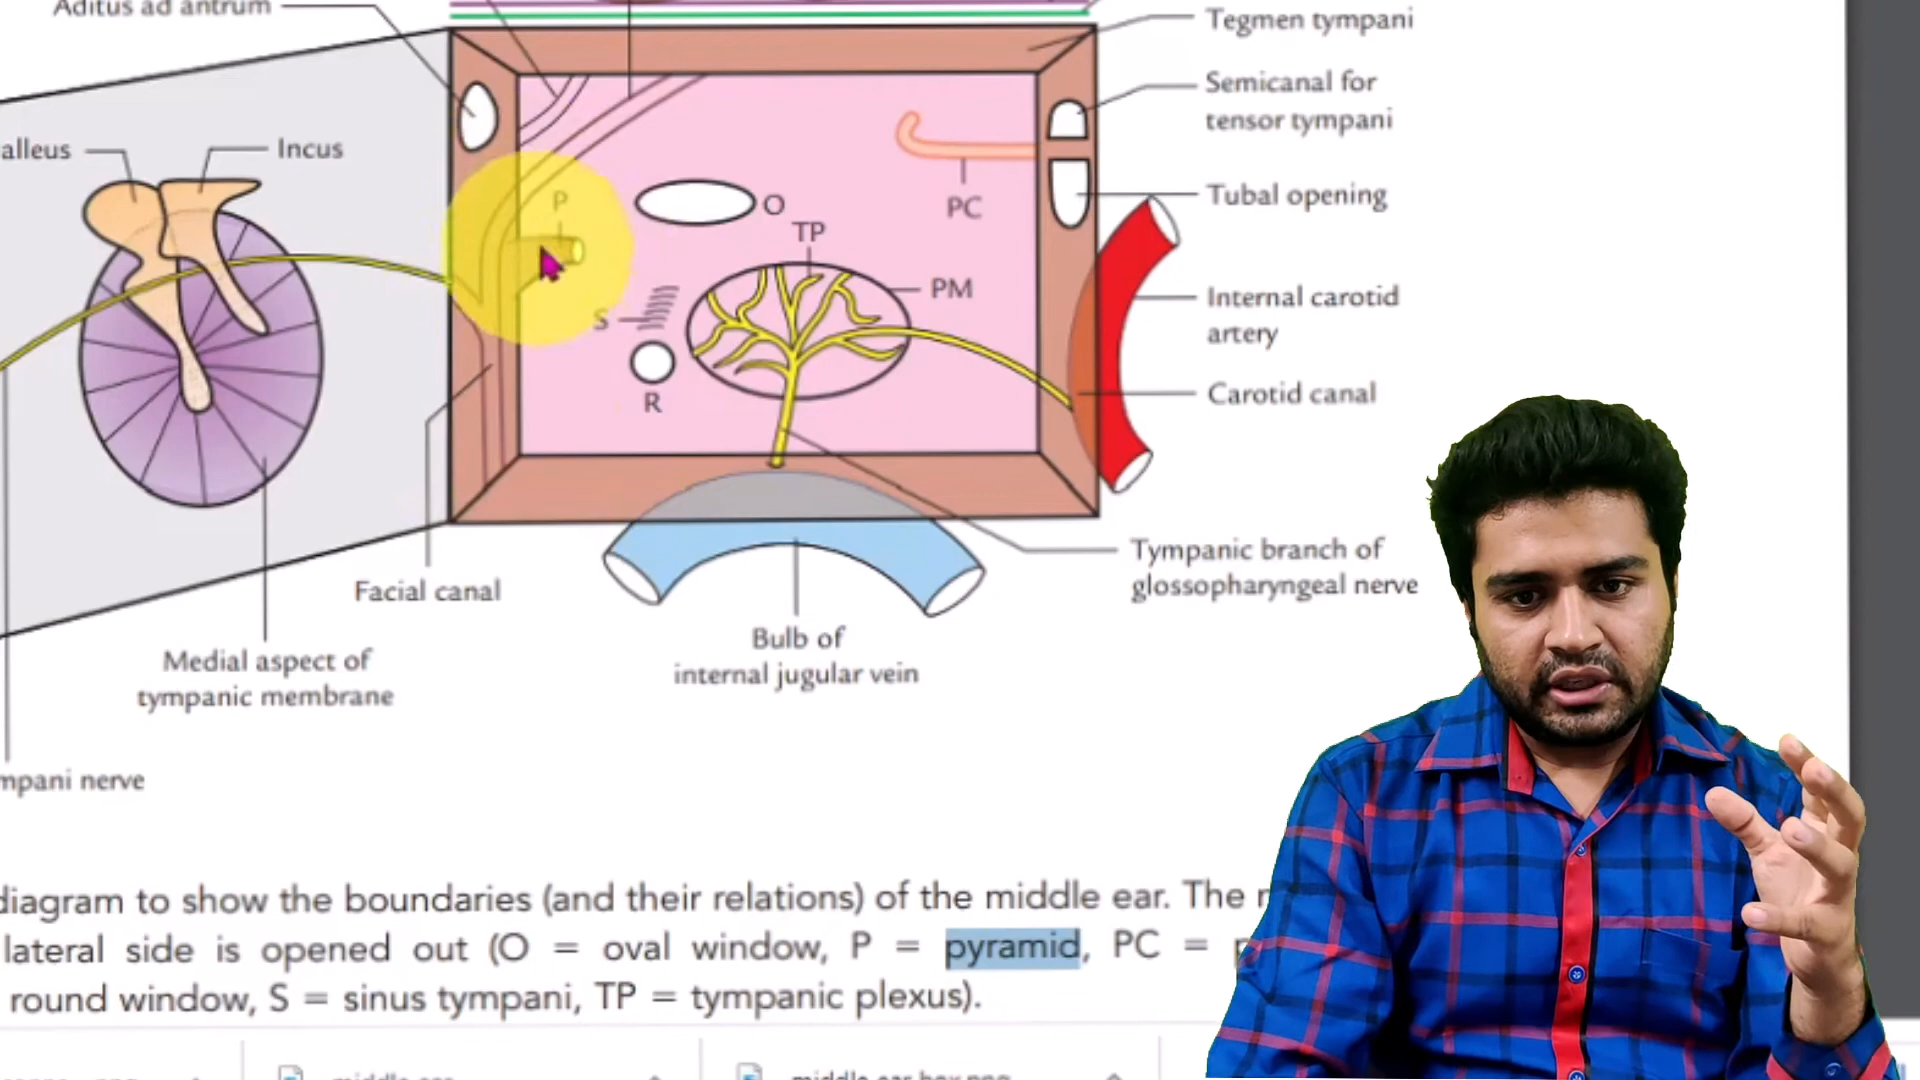 Aditus ad antrum
Tegmen tympani
Semicanal for
tensor tympani
alleus
Incus
P
O
PC
Tubal opening
TP
PM
S
R
Internal carotid
artery
Carotid canal
Facial canal
Tympanic branch of
glossopharyngeal nerve
Bulb of
internal jugular vein
Medial aspect of
tympanic membrane
mpani nerve
diagram to show the boundaries (and their relations) of the middle ear. The
lateral side is opened out (O = oval window, P = pyramid, PC =
round window, S = sinus tympani, TP = tympanic plexus).